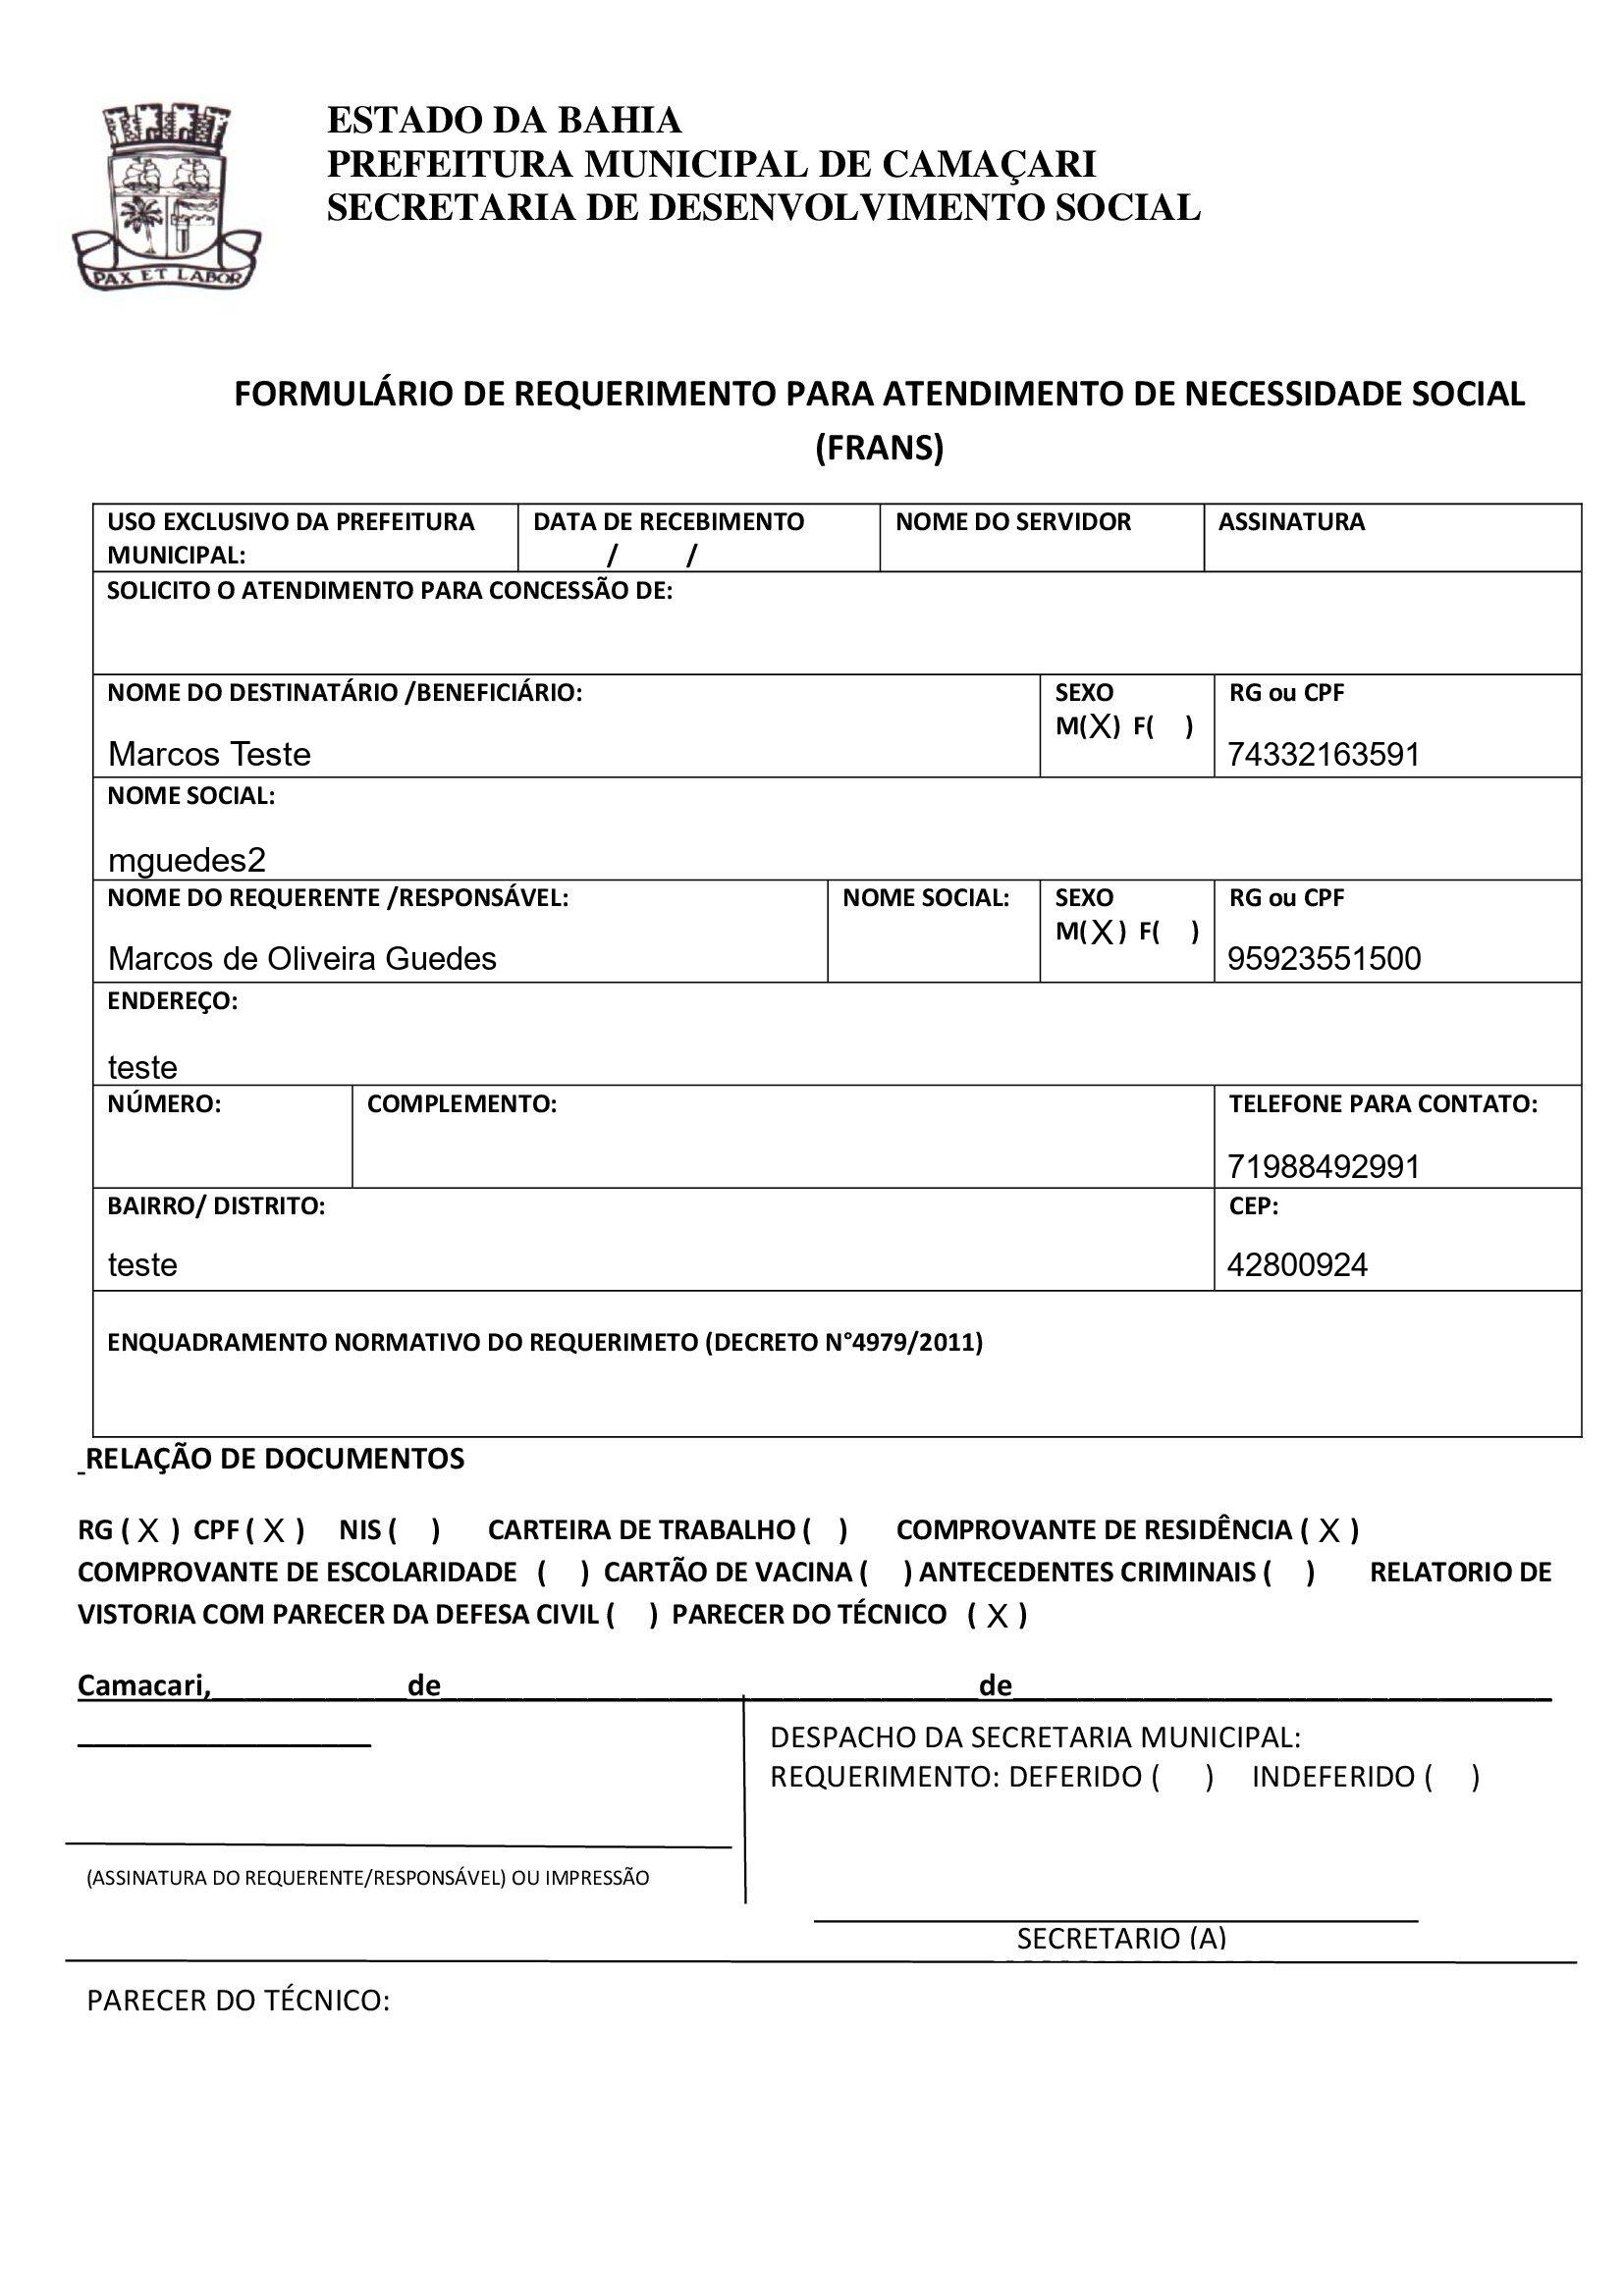 PAX ET LABOR
ESTADO DA BAHIA
PREFEITURA MUNICIPAL DE CAMAÇARI
SECRETARIA DE DESENVOLVIMENTO SOCIAL
FORMULÁRIO DE REQUERIMENTO PARA ATENDIMENTO DE NECESSIDADE SOCIAL
(FRANS)
USO EXCLUSIVO DA PREFEITURA MUNICIPAL:
DATA DE RECEBIMENTO
/ /
NOME DO SERVIDOR
ASSINATURA
SOLICITO O ATENDIMENTO PARA CONCESSÃO DE:
NOME DO DESTINATÁRIO /BENEFICIÁRIO:
Marcos Teste
SEXO
M(X) F( )
RG ou CPF
74332163591
NOME SOCIAL:
mguedes2
NOME DO REQUERENTE /RESPONSÁVEL:
Marcos de Oliveira Guedes
NOME SOCIAL:
SEXO
M(X) F( )
RG ou CPF
95923551500
ENDEREÇO:
teste
NÚMERO:
COMPLEMENTO:
TELEFONE PARA CONTATO:
71988492991
BAIRRO/ DISTRITO:
teste
CEP:
42800924
ENQUADRAMENTO NORMATIVO DO REQUERIMETO (DECRETO N°4979/2011)
RELAÇÃO DE DOCUMENTOS
RG ( X ) CPF ( X ) NIS ( ) CARTEIRA DE TRABALHO ( ) COMPROVANTE DE RESIDÊNCIA ( X )
COMPROVANTE DE ESCOLARIDADE ( ) CARTÃO DE VACINA ( ) ANTECEDENTES CRIMINAIS ( ) RELATORIO DE
VISTORIA COM PARECER DA DEFESA CIVIL ( ) PARECER DO TÉCNICO ( X )
Camacari,____________de_________________________________de_________________________________
__________________
DESPACHO DA SECRETARIA MUNICIPAL:
REQUERIMENTO: DEFERIDO ( ) INDEFERIDO ( )
(ASSINATURA DO REQUERENTE/RESPONSÁVEL) OU IMPRESSÃO
SECRETARIO (A)
PARECER DO TÉCNICO: